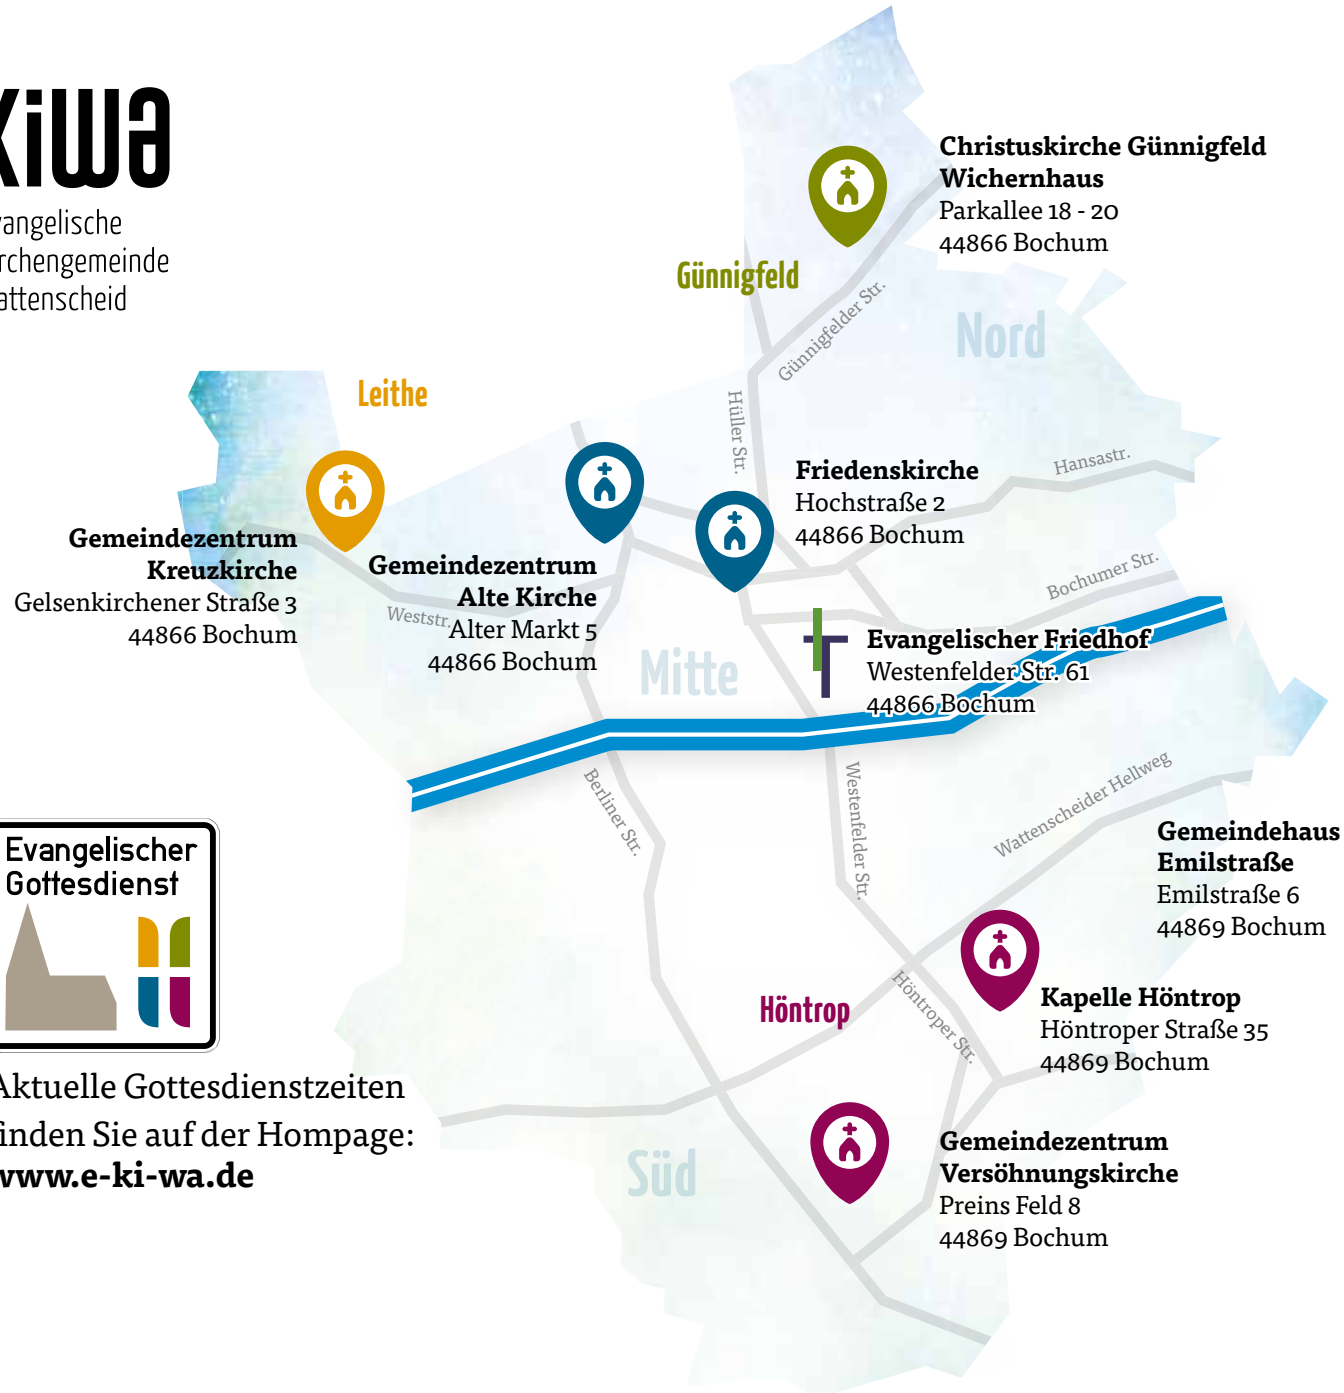 kiwa
vangelische
irchengemeinde
attenscheid
Christuskirche Günnigfeld
Wichernhaus
Parkallee 18 - 20
44866 Bochum
Günnigfeld
Günnigfelder Str.
Nord
Leithe
Hüller Str.
Hansastr.
Friedenskirche
Hochstraße 2
44866 Bochum
Gemeindezentrum
Kreuzkirche
Gelsenkirchener Straße 3
44866 Bochum
Gemeindezentrum
Alte Kirche
Alter Markt 5
44866 Bochum
Weststr.
Bochumer Str.
Mitte
Evangelischer Friedhof
Westenfelder Str. 61
44866 Bochum
Berliner Str.
Westenfelder Str.
Wattenscheider Hellweg
Gemeindehaus
Emilstraße
Emilstraße 6
44869 Bochum
Evangelischer
Gottesdienst
Höntrop
Höntroper Str.
Kapelle Höntrop
Höntroper Straße 35
44869 Bochum
Aktuelle Gottesdienstzeiten
finden Sie auf der Hompage:
www.e-ki-wa.de
Süd
Gemeindezentrum
Versöhnungskirche
Preins Feld 8
44869 Bochum